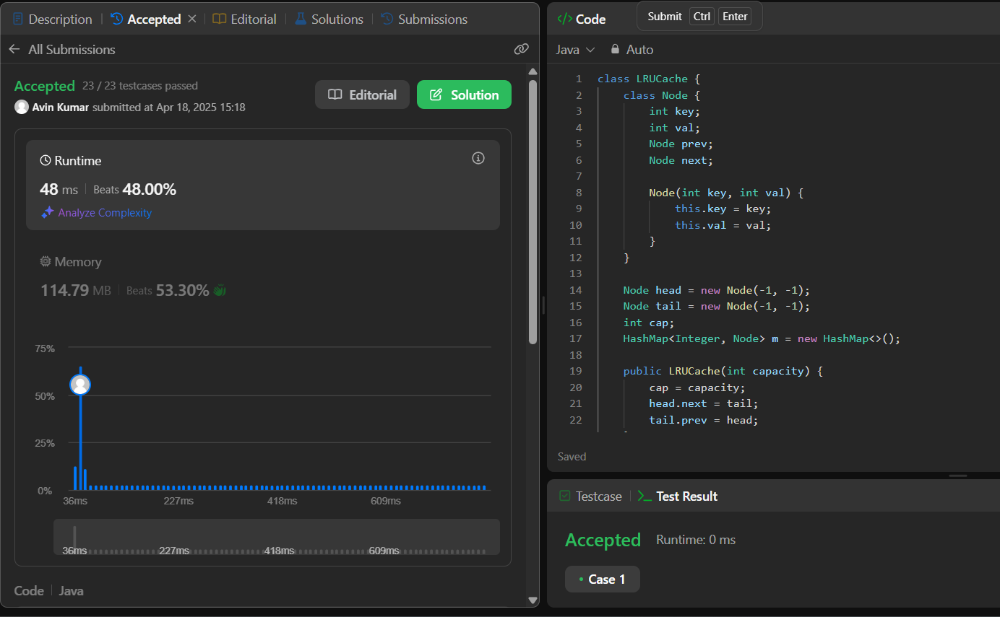 Description Accepted Editorial Solutions Submissions
All Submissions
Accepted 23 / 23 testcases passed
Avin Kumar submitted at Apr 18, 2025 15:18
Editorial
Solution
Runtime
48 ms Beats 48.00%
Analyze Complexity
Memory
114.79 MB Beats 53.30%
75%
50%
25%
0%
36ms 227ms 418ms 609ms
36ms 227ms 418ms 609ms
Code Java
</> Code
Submit Ctrl Enter
Java Auto
1 class LRUCache {
2 class Node {
3 int key;
4 int val;
5 Node prev;
6 Node next;
7
8 Node(int key, int val) {
9 this.key = key;
10 this.val = val;
11 }
12 }
13
14 Node head = new Node(-1, -1);
15 Node tail = new Node(-1, -1);
16 int cap;
17 HashMap<Integer, Node> m = new HashMap<>();
18
19 public LRUCache(int capacity) {
20 cap = capacity;
21 head.next = tail;
22 tail.prev = head;
Saved
Testcase >_ Test Result
Accepted Runtime: 0 ms
• Case 1